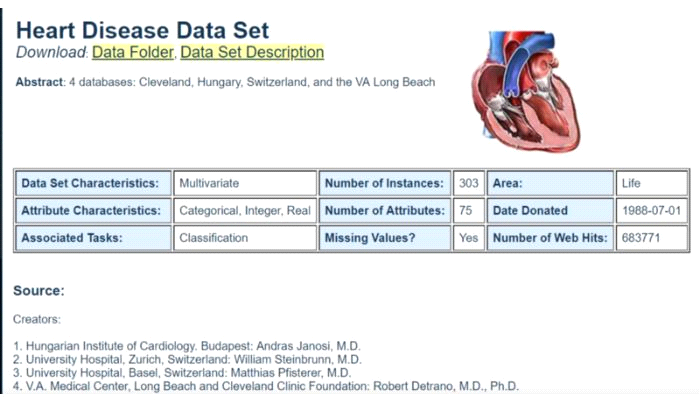 Heart Disease Data Set
Download: Data Folder, Data Set Description
Abstract: 4 databases: Cleveland, Hungary, Switzerland, and the VA Long Beach
Data Set Characteristics: Multivariate Number of Instances: 303 Area: Life
Attribute Characteristics: Categorical, Integer, Real Number of Attributes: 75 Date Donated 1988-07-01
Associated Tasks: Classification Missing Values? Yes Number of Web Hits: 683771
Source:
Creators:
1. Hungarian Institute of Cardiology. Budapest: Andras Janosi, M.D.
2. University Hospital, Zurich, Switzerland: William Steinbrunn, M.D.
3. University Hospital, Basel, Switzerland: Matthias Pfisterer, M.D.
4. V.A. Medical Center, Long Beach and Cleveland Clinic Foundation: Robert Detrano, M.D., Ph.D.